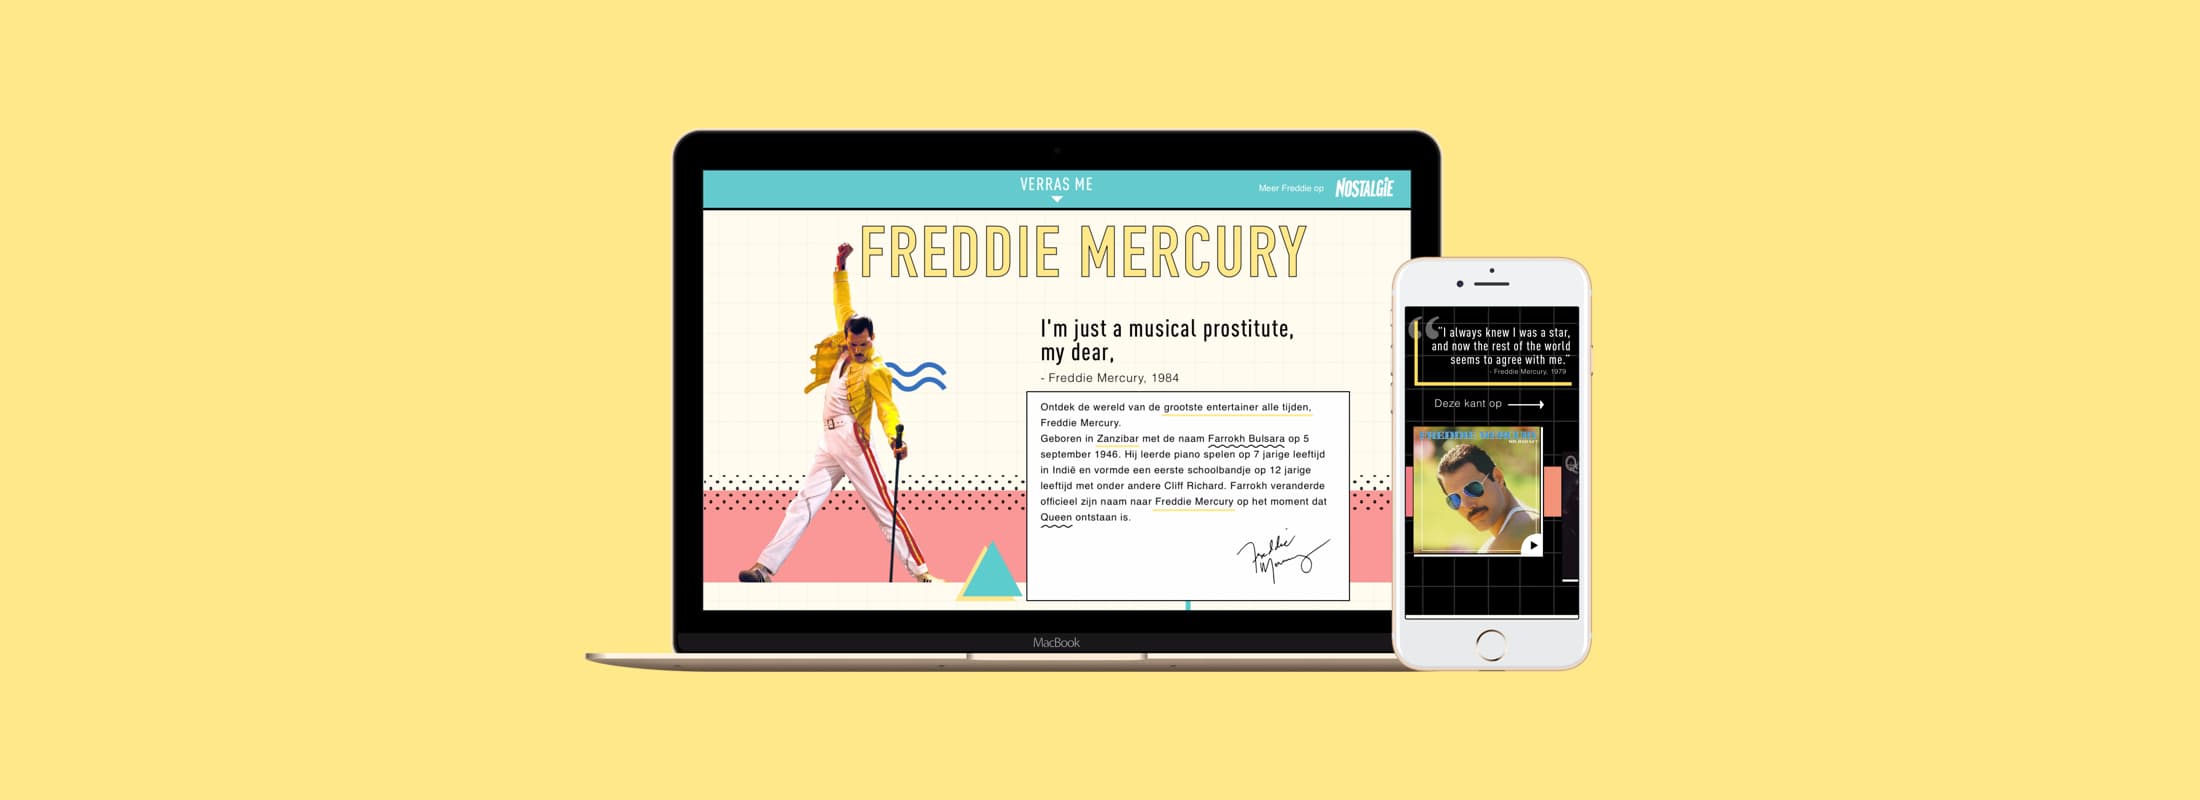 VERRAS ME
Meer Freddie op NOSTALGiE
FREDDIE MERCURY
I'm just a musical prostitute,
my dear,
- Freddie Mercury, 1984
Ontdek de wereld van de grootste entertainer alle tijden,
Freddie Mercury.
Geboren in Zanzibar met de naam Farrokh Bulsara op 5
september 1946. Hij leerde piano spelen op 7 jarige leeftijd
in Indië en vormde een eerste schoolbandje op 12 jarige
leeftijd met onder andere Cliff Richard. Farrokh veranderde
officieel zijn naam naar Freddie Mercury op het moment dat
Queen ontstaan is.
Freddie
Mercury
MacBook
“"I always knew I was a star,
and now the rest of the world
seems to agree with me."
- Freddie Mercury, 1979
Deze kant op
FREDDIE MERCURY